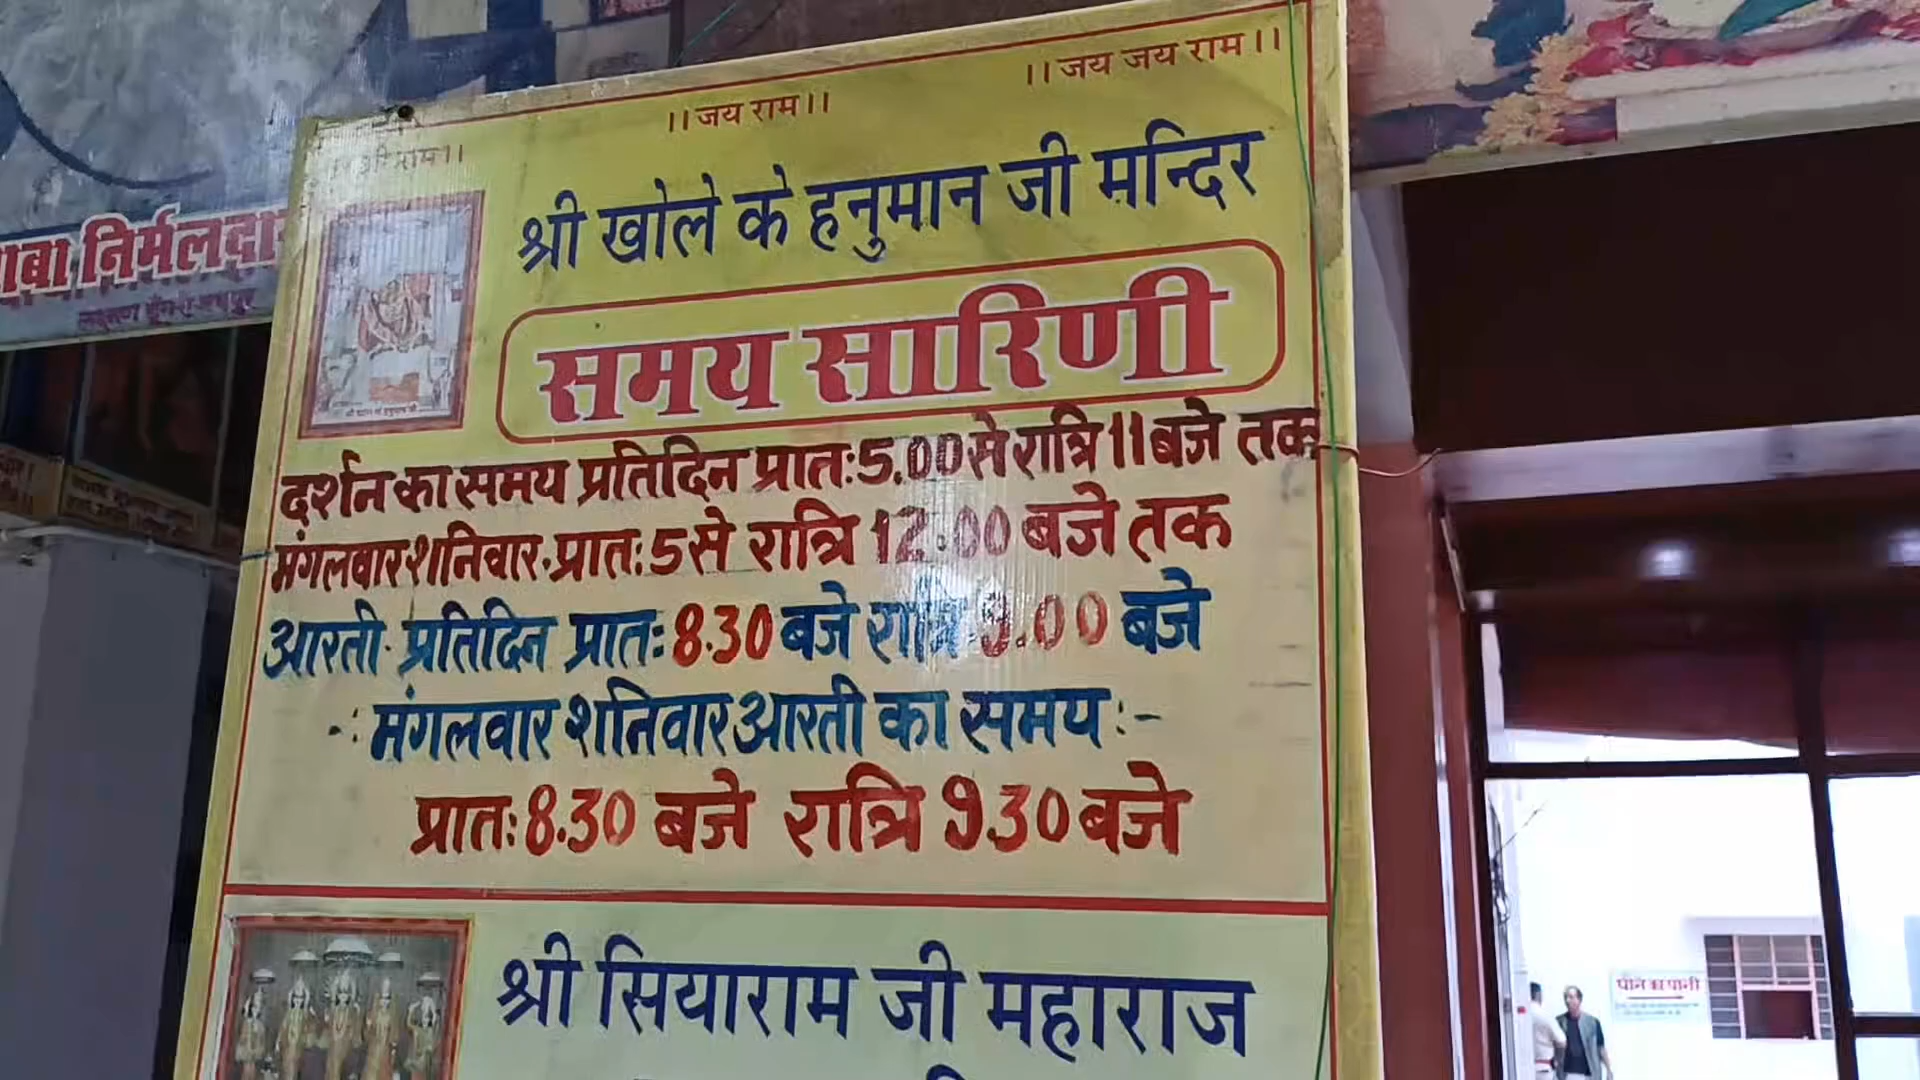 ।।जय जय राम।।
।।जय राम।।
श्री खोले के हनुमान जी मन्दिर
समय सारिणी
दर्शन का समय प्रतिदिन प्रातः 5.00 से रात्रि 11 बजे तक
मंगलवार शनिवार. प्रातः 5 से रात्रि 12.00 बजे तक
आरती. प्रतिदिन प्रातः 8.30 बजे रात्रि 9.00 बजे
-: मंगलवार शनिवार आरती का समय :-
प्रातः 8.30 बजे रात्रि 9.30 बजे
श्री सियाराम जी महाराज
निर्मलदा
पीने का पानी